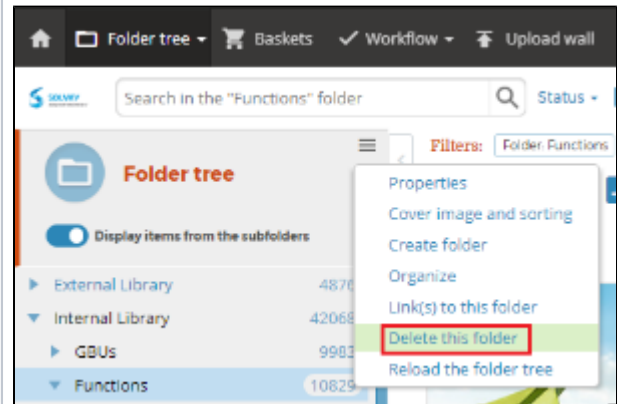 Folder tree Baskets Workflow Upload wall
SOLVAY Search in the "Functions" folder Status
Folder tree
Display items from the subfolders
Filters: Folder: Functions
Properties
Cover image and sorting
Create folder
Organize
Link(s) to this folder
Delete this folder
Reload the folder tree
External Library 4876
Internal Library 42068
GBUs 9983
Functions 10829